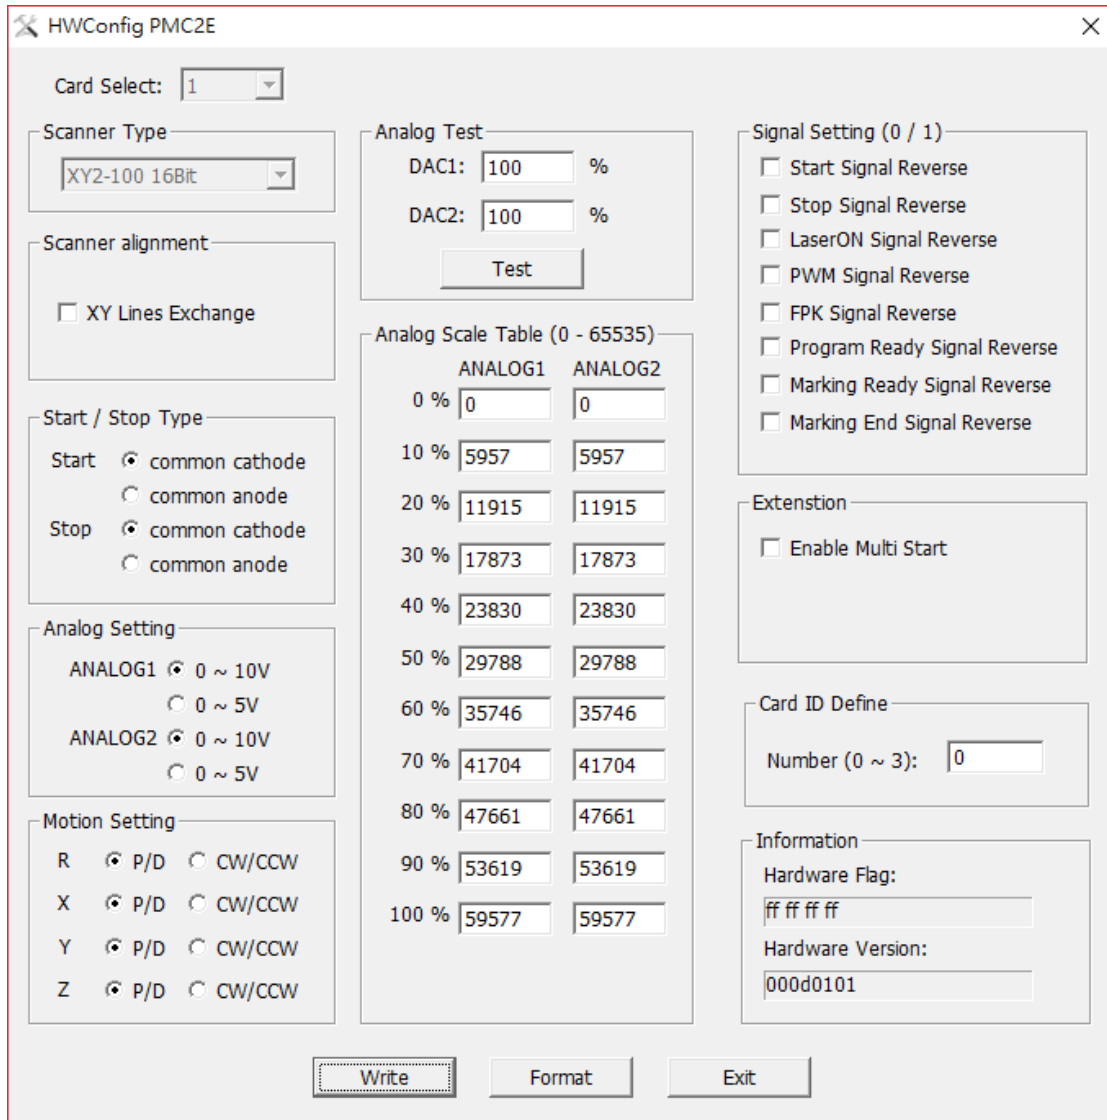 HWConfig PMC2E
Card Select: 1
Scanner Type
XY2-100 16Bit
Scanner alignment
XY Lines Exchange
Start / Stop Type
Start common cathode
common anode
Stop common cathode
common anode
Analog Setting
ANALOG1 0 ~ 10V
0 ~ 5V
ANALOG2 0 ~ 10V
0 ~ 5V
Motion Setting
R P/D CW/CCW
X P/D CW/CCW
Y P/D CW/CCW
Z P/D CW/CCW
Analog Test
DAC1: 100 %
DAC2: 100 %
Test
Analog Scale Table (0 - 65535)
ANALOG1 ANALOG2
0 % 0 0
10 % 5957 5957
20 % 11915 11915
30 % 17873 17873
40 % 23830 23830
50 % 29788 29788
60 % 35746 35746
70 % 41704 41704
80 % 47661 47661
90 % 53619 53619
100 % 59577 59577
Signal Setting (0 / 1)
Start Signal Reverse
Stop Signal Reverse
LaserON Signal Reverse
PWM Signal Reverse
FPK Signal Reverse
Program Ready Signal Reverse
Marking Ready Signal Reverse
Marking End Signal Reverse
Extenstion
Enable Multi Start
Card ID Define
Number (0 ~ 3): 0
Information
Hardware Flag:
ff ff ff ff
Hardware Version:
000d0101
Write Format Exit